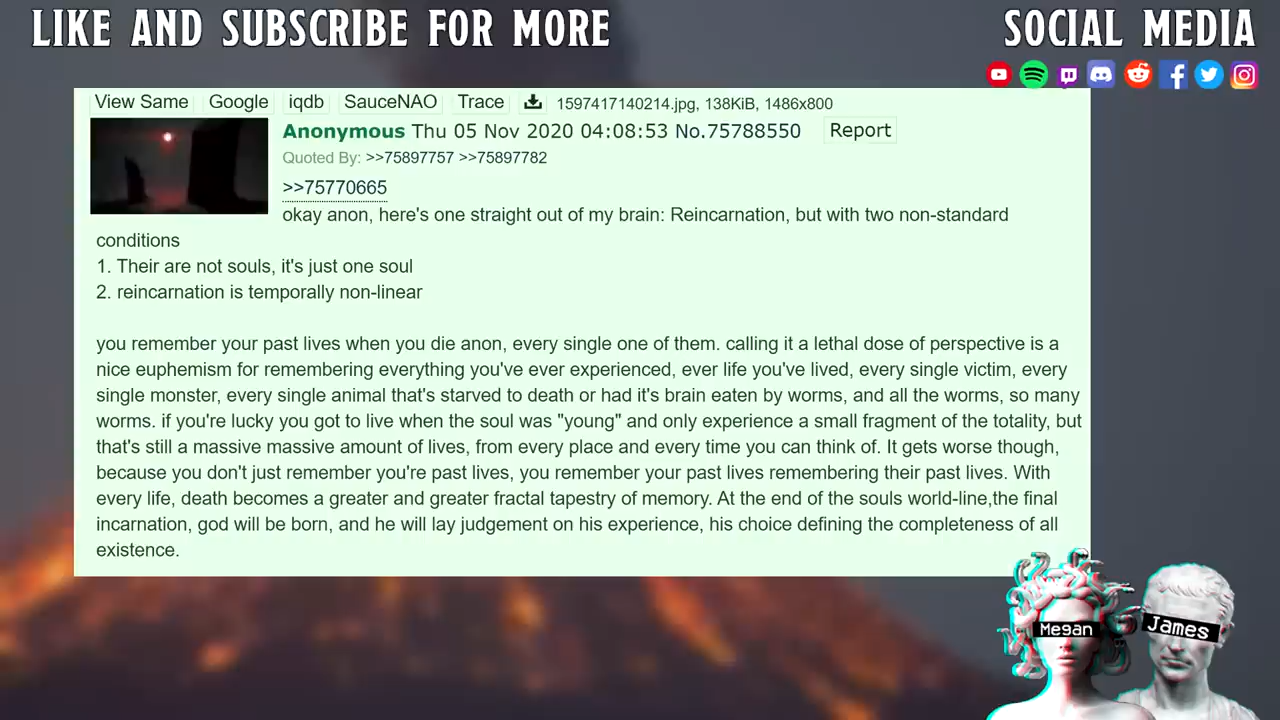 LIKE AND SUBSCRIBE FOR MORE
SOCIAL MEDIA
View Same Google iqdb SauceNAO Trace 1597417140214.jpg, 138KiB, 1486x800
Anonymous Thu 05 Nov 2020 04:08:53 No.75788550 Report
Quoted By: >>75897757 >>75897782
>>75770665
okay anon, here's one straight out of my brain: Reincarnation, but with two non-standard
conditions
1. Their are not souls, it's just one soul
2. reincarnation is temporally non-linear
you remember your past lives when you die anon, every single one of them. calling it a lethal dose of perspective is a
nice euphemism for remembering everything you've ever experienced, ever life you've lived, every single victim, every
single monster, every single animal that's starved to death or had it's brain eaten by worms, and all the worms, so many
worms. if you're lucky you got to live when the soul was "young" and only experience a small fragment of the totality, but
that's still a massive massive amount of lives, from every place and every time you can think of. It gets worse though,
because you don't just remember you're past lives, you remember your past lives remembering their past lives. With
every life, death becomes a greater and greater fractal tapestry of memory. At the end of the souls world-line,the final
incarnation, god will be born, and he will lay judgement on his experience, his choice defining the completeness of all
existence.
Megan
James